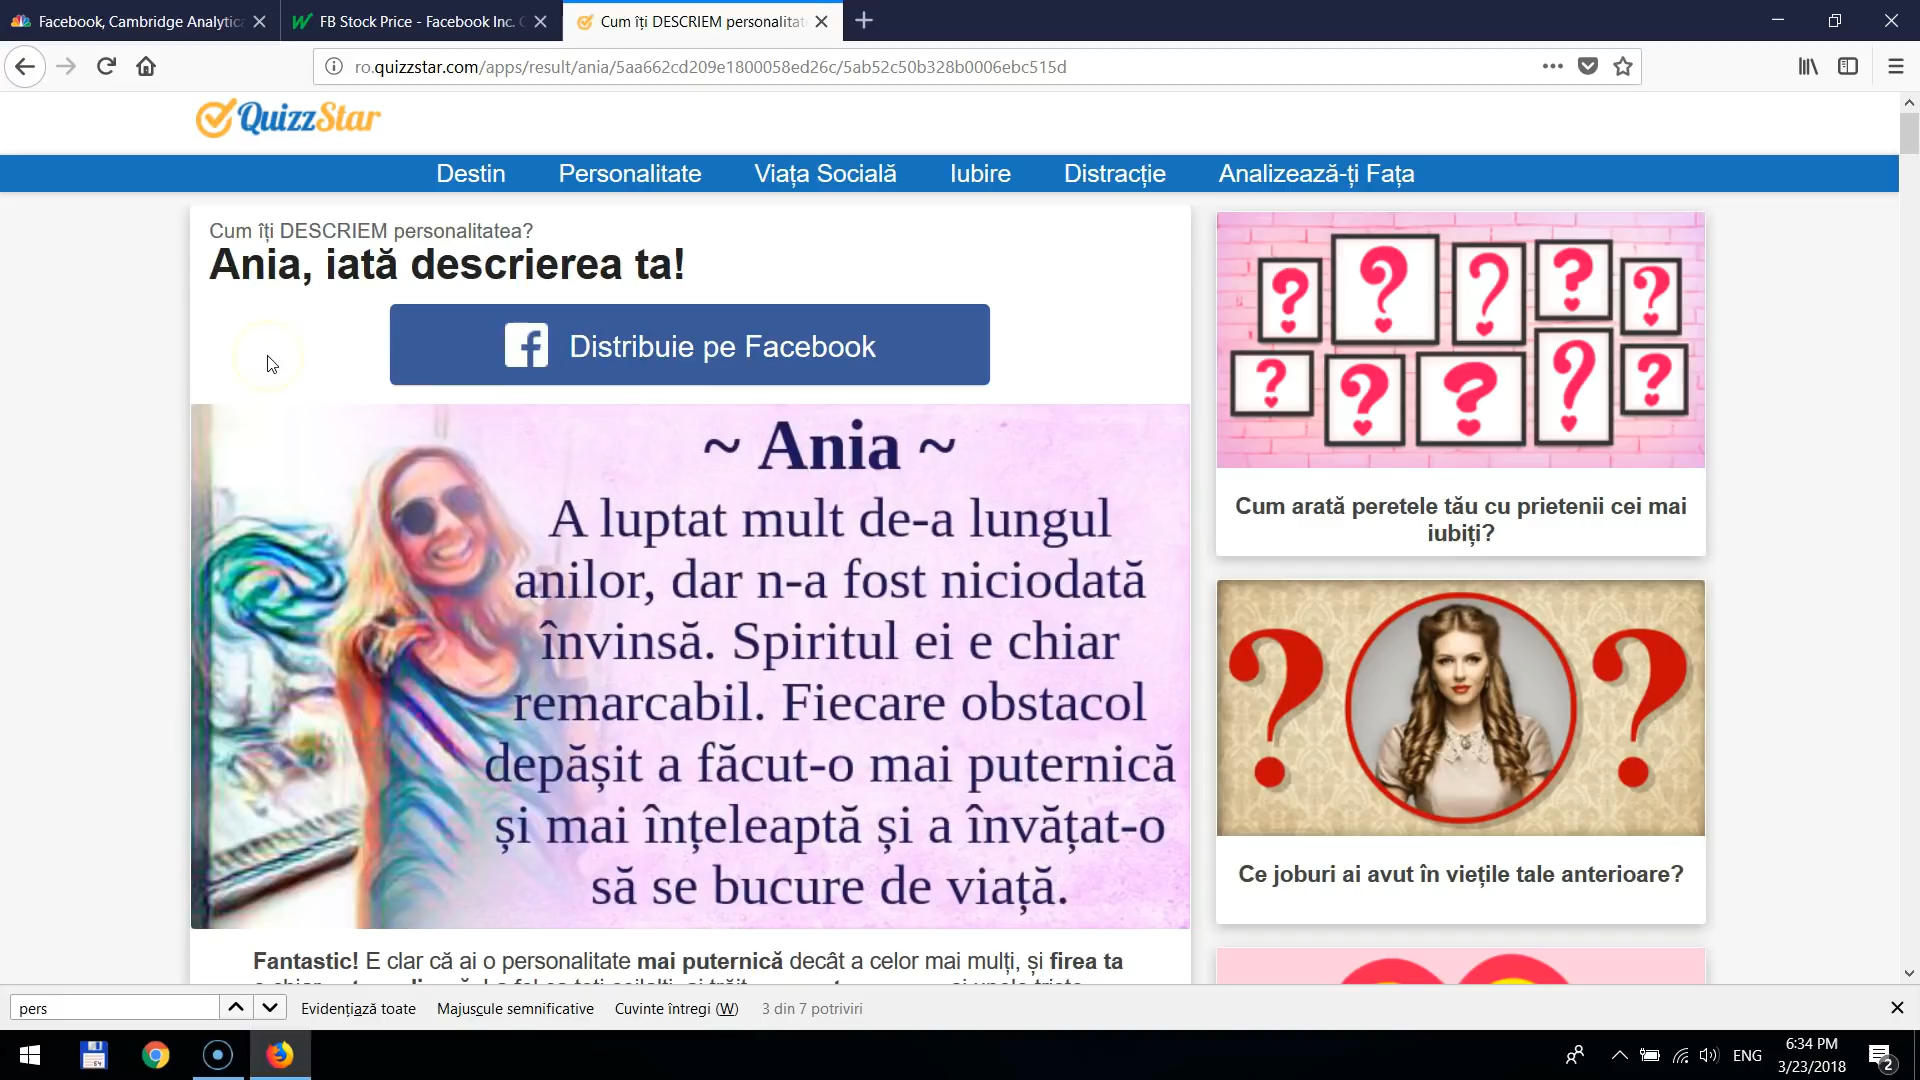 Facebook, Cambridge Analytic
FB Stock Price - Facebook Inc.
Cum îți DESCRIEM personalitat
ro.quizzstar.com/apps/result/ania/5aa662cd209e1800058ed26c/5ab52c50b328b0006ebc515d
QuizzStar
Destin Personalitate Viața Socială Iubire Distracție Analizează-ți Fața
Cum îți DESCRIEM personalitatea?
Ania, iată descrierea ta!
Distribuie pe Facebook
~ Ania ~
A luptat mult de-a lungul
anilor, dar n-a fost niciodată
învinsă. Spiritul ei e chiar
remarcabil. Fiecare obstacol
depășit a făcut-o mai puternică
și mai înțeleaptă și a învățat-o
să se bucure de viață.
Fantastic! E clar că ai o personalitate mai puternică decât a celor mai mulți, și firea ta
Cum arată peretele tău cu prietenii cei mai
iubiți?
Ce joburi ai avut în viețile tale anterioare?
pers
Evidențiază toate Majuscule semnificative Cuvinte întregi (W) 3 din 7 potriviri
64
ENG
6:34 PM
3/23/2018
2